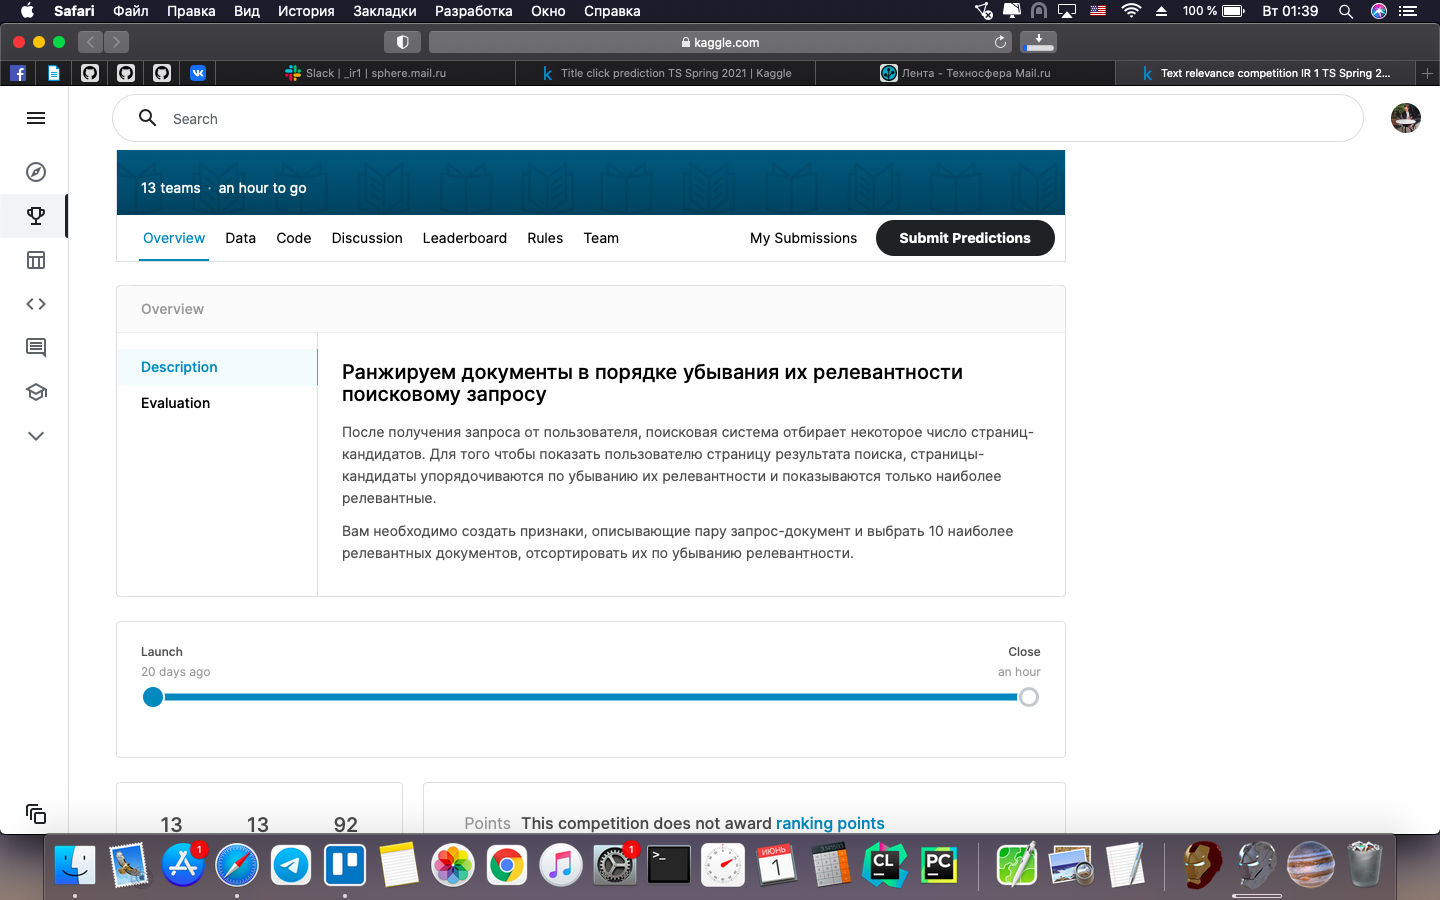 Safari Файл Правка Вид История Закладки Разработка Окно Справка 100 % Вт 01:39
kaggle.com
Slack | _ir1 | sphere.mail.ru Title click prediction TS Spring 2021 | Kaggle Лента - Техносфера Mail.ru Text relevance competition IR 1 TS Spring 2...
Search
13 teams · an hour to go
Overview Data Code Discussion Leaderboard Rules Team My Submissions Submit Predictions
Overview
Description
Evaluation
Ранжируем документы в порядке убывания их релевантности
поисковому запросу
После получения запроса от пользователя, поисковая система отбирает некоторое число страниц-
кандидатов. Для того чтобы показать пользователю страницу результата поиска, страницы-
кандидаты упорядочиваются по убыванию их релевантности и показываются только наиболее
релевантные.
Вам необходимо создать признаки, описывающие пару запрос-документ и выбрать 10 наиболее
релевантных документов, отсортировать их по убыванию релевантности.
Launch Close
20 days ago an hour
13 13 92
Points This competition does not award ranking points
1 1
ИЮНЬ
1
CL PC